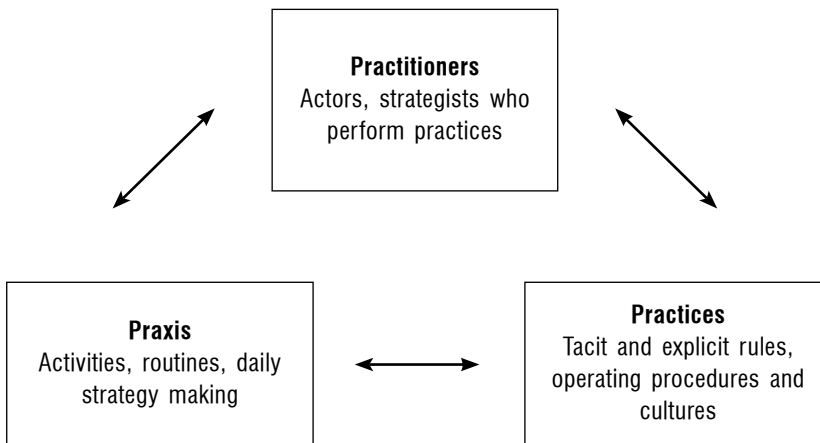 Practitioners
Actors, strategists who
perform practices
Praxis
Activities, routines, daily
strategy making
Practices
Tacit and explicit rules,
operating procedures and
cultures